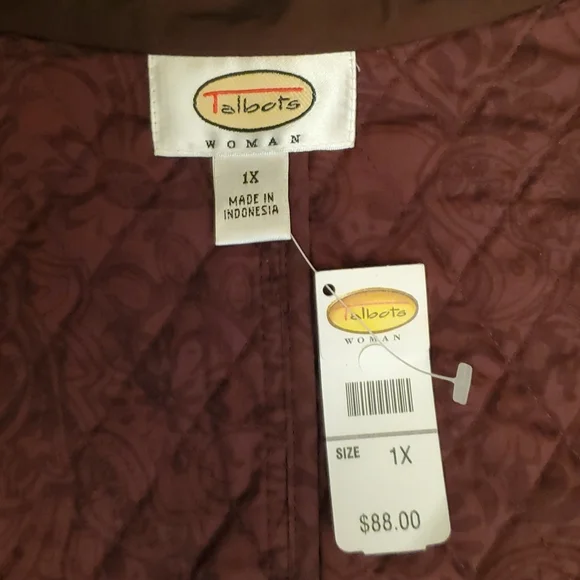 Talbots
WOMAN
1X
MADE IN
INDONESIA
Talbots
WOMAN
SIZE 1X
$88.00